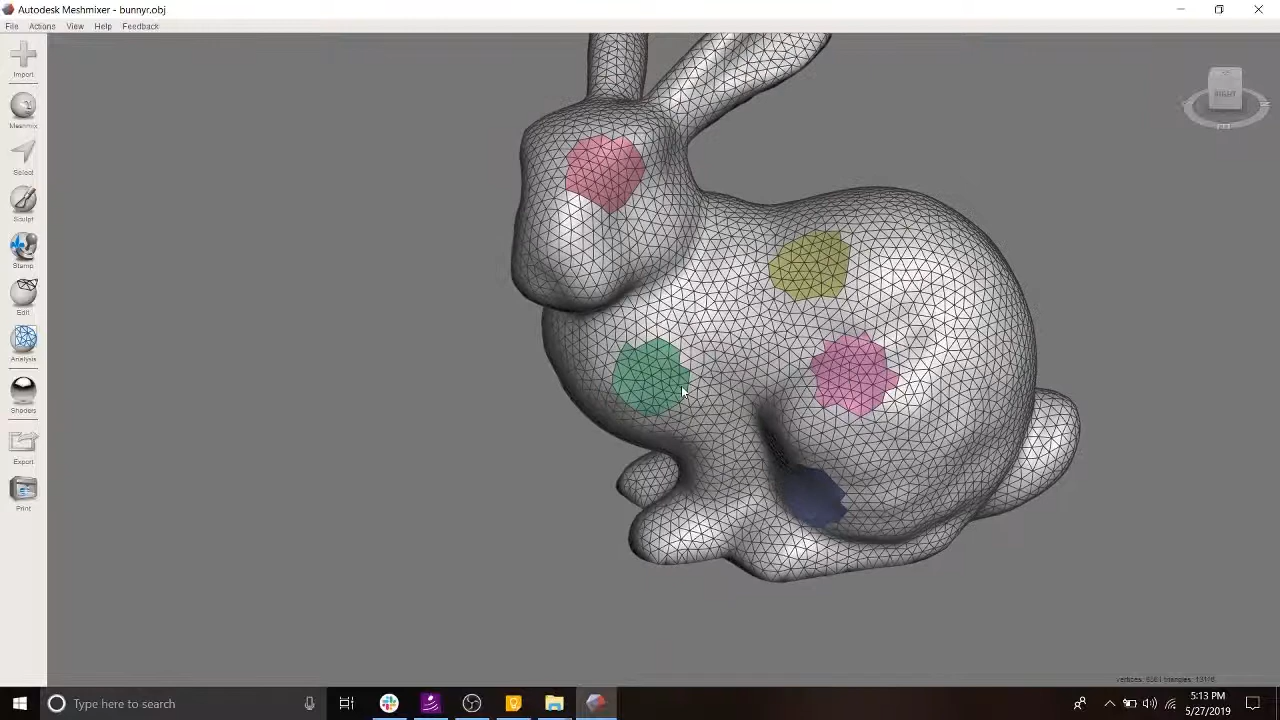 Autodesk Meshmixer - bunnyr.obj
File Actions View Help Feedback
Import
Meshmix
Select
Sculpt
Stamp
Edit
Analysis
Shaders
Export
Print
RIGHT
Type here to search
5:13 PM
5/27/2019